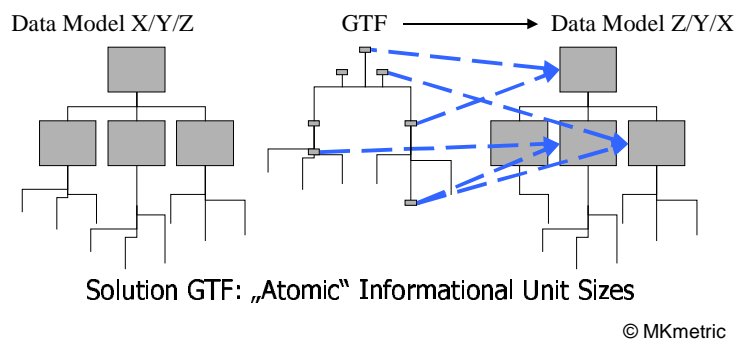 Data Model X/Y/Z GTF Data Model Z/Y/X
Solution GTF: „Atomic“ Informational Unit Sizes
© MKmetric